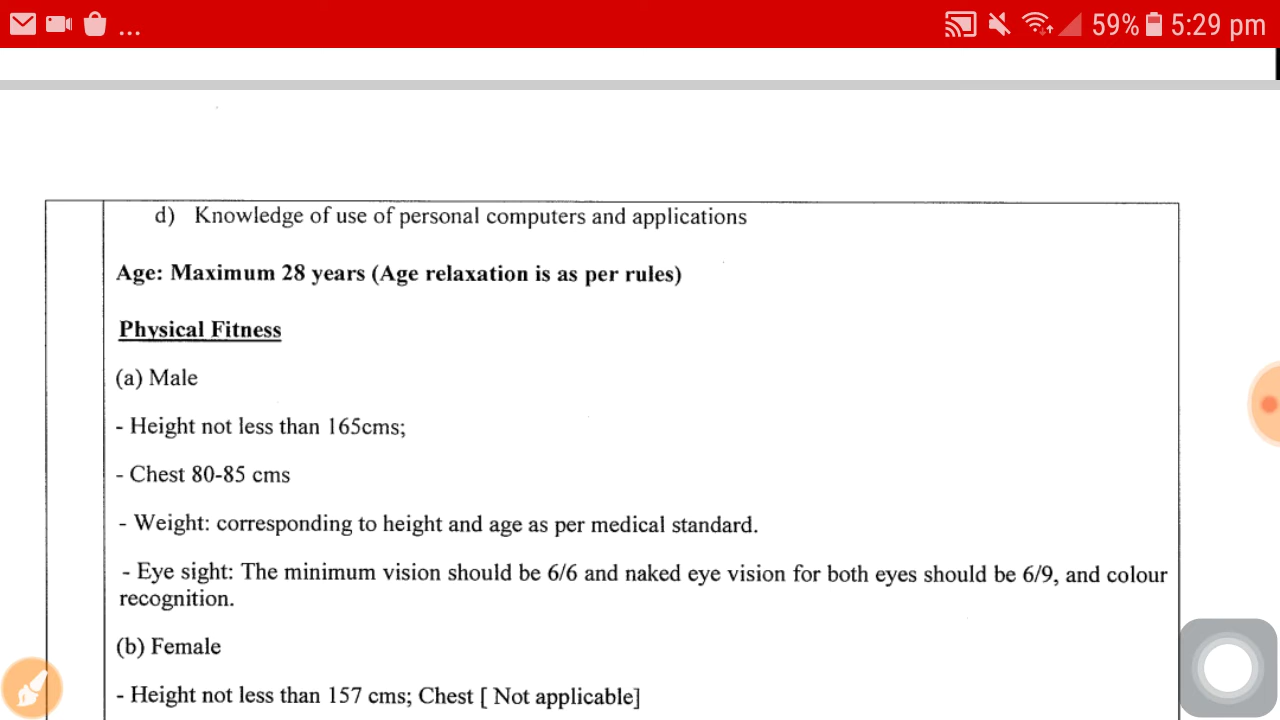 ... 59% 5:29 pm
d) Knowledge of use of personal computers and applications
Age: Maximum 28 years (Age relaxation is as per rules)
Physical Fitness
(a) Male
- Height not less than 165cms;
- Chest 80-85 cms
- Weight: corresponding to height and age as per medical standard.
- Eye sight: The minimum vision should be 6/6 and naked eye vision for both eyes should be 6/9, and colour
recognition.
(b) Female
- Height not less than 157 cms; Chest [ Not applicable]